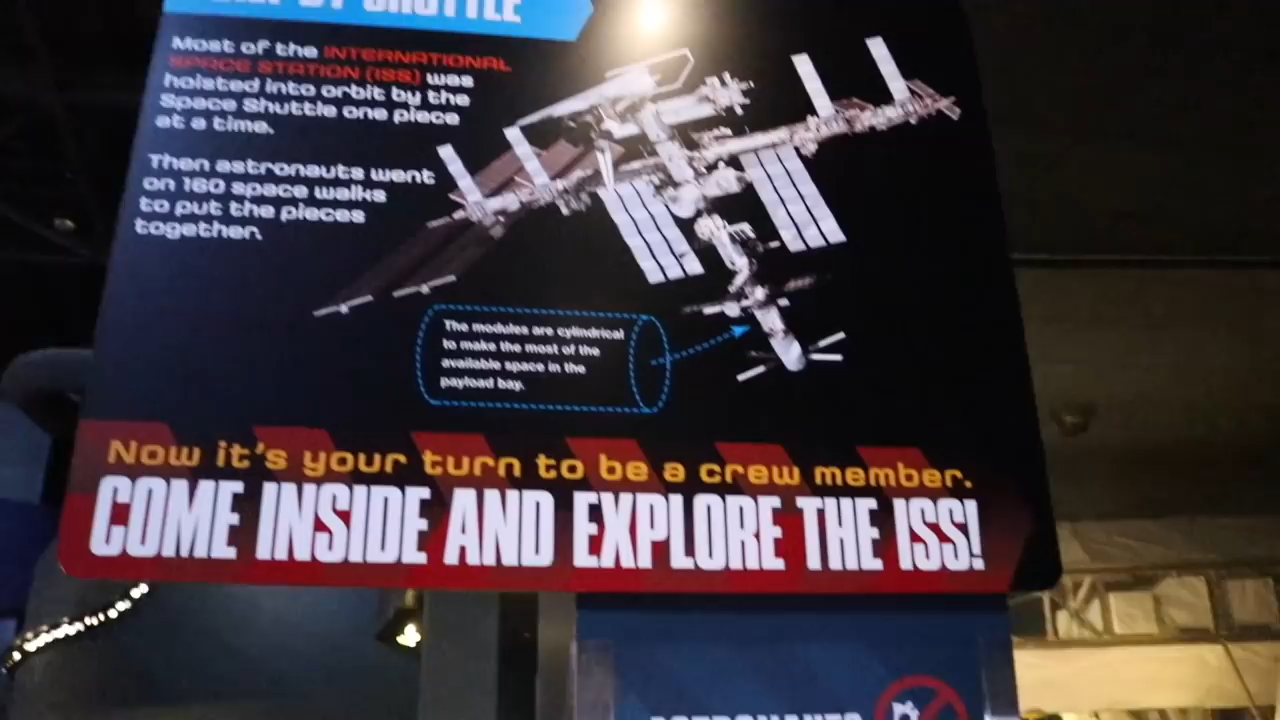 SHUTTLE
Most of the INTERNATIONAL
SPACE STATION (ISS) was
hoisted into orbit by the
Space Shuttle one piece
at a time.
Then astronauts went
on 160 space walks
to put the pieces
together.
The modules are cylindrical
to make the most of the
available space in the
payload bay.
Now it's your turn to be a crew member.
COME INSIDE AND EXPLORE THE ISS!